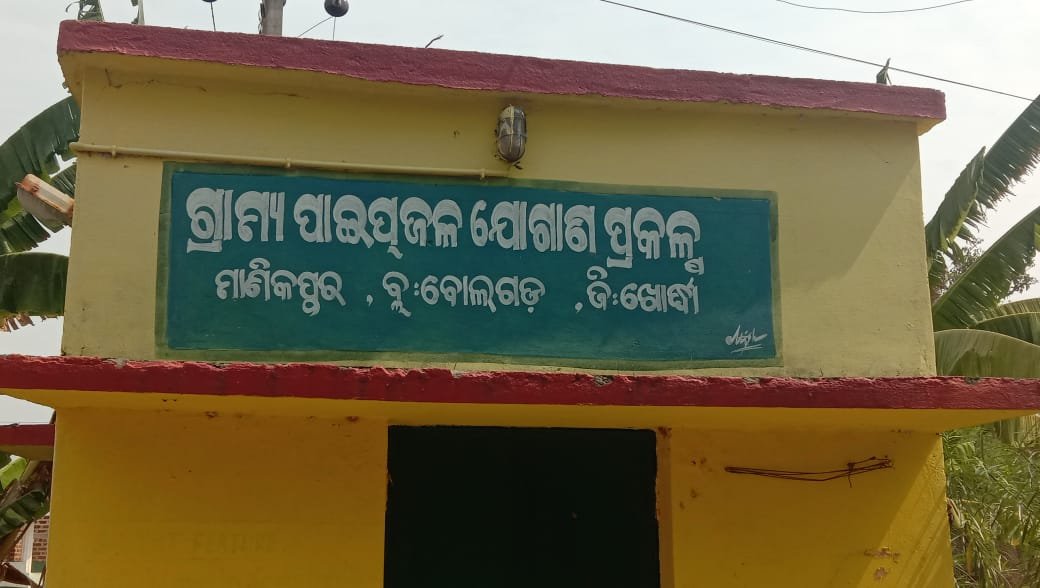 ଗ୍ରାମ୍ୟ ପାଇପ୍‌ଜଳ ଯୋଗାଣ ପ୍ରକଳ୍ପ
ମାଣିକପୁର , ବ୍ଲୁ:ବୋଲଗଡ଼ , ଜି:ଖୋର୍ଦ୍ଧା